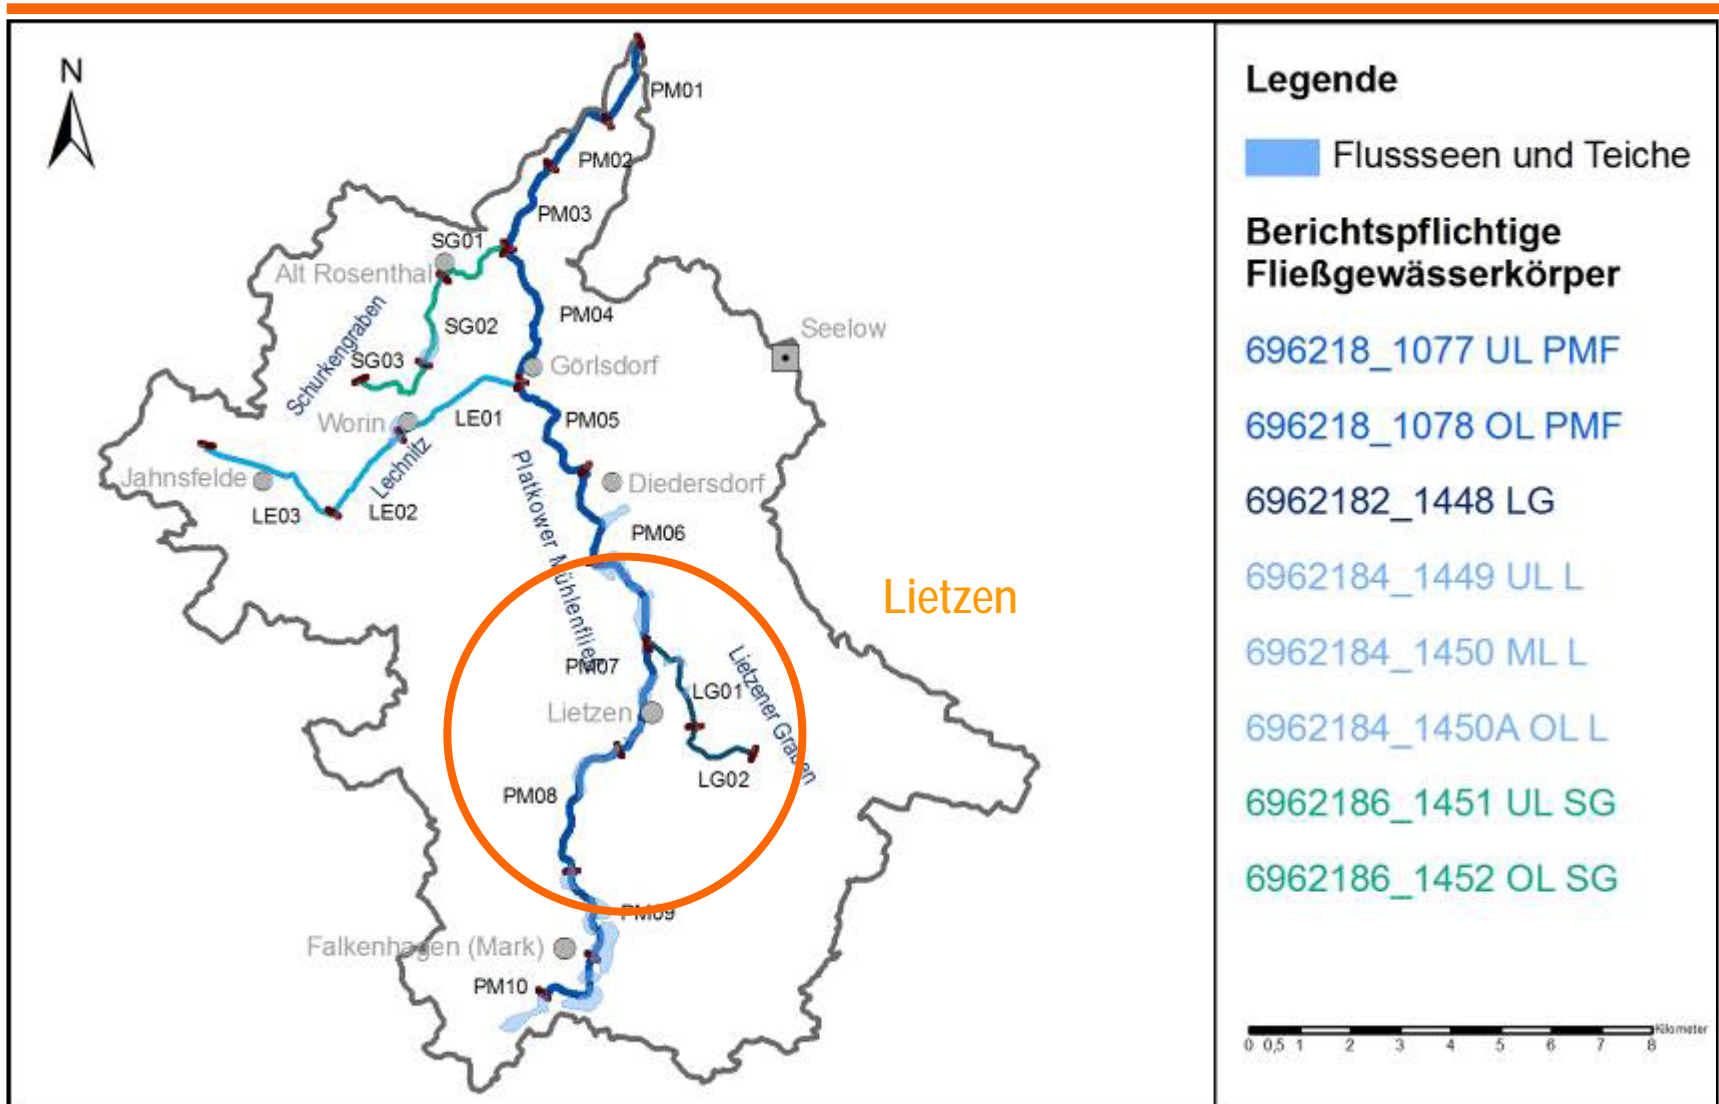 N
PM01
PM02
PM03
SG01
Alt Rosenthal
PM04
SG02
Schurkengraben
SG03
Seelow
Görlsdorf
Worin
LE01
PM05
Lechnitz
Jahnsfelde
LE03
LE02
Platkower Mühlenfließ
Diedersdorf
PM06
Lietzen
PM07
LG01
Lietzener Graben
Lietzen
LG02
PM08
PM09
Falkenhagen (Mark)
PM10
Legende
Flussseen und Teiche
Berichtspflichtige
Fließgewässerkörper
696218_1077 UL PMF
696218_1078 OL PMF
6962182_1448 LG
6962184_1449 UL L
6962184_1450 ML L
6962184_1450A OL L
6962186_1451 UL SG
6962186_1452 OL SG
Kilometer
0 0,5 1 2 3 4 5 6 7 8